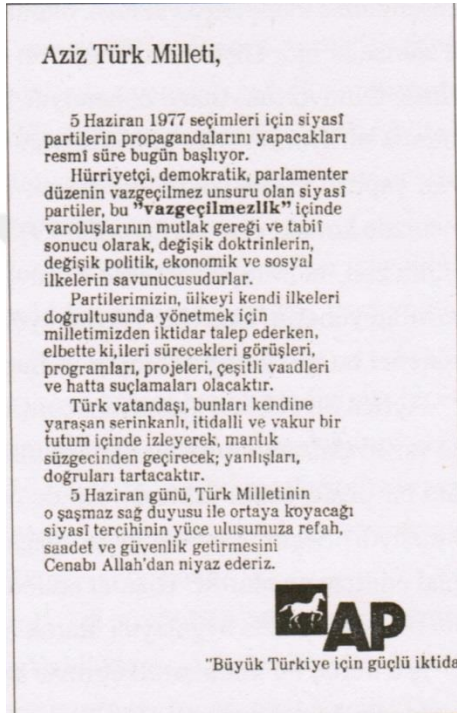 Aziz Türk Milleti,
5 Haziran 1977 seçimleri için siyasî
partilerin propagandalarını yapacakları
resmî süre bugün başlıyor.
Hürriyetçi, demokratik, parlamenter
düzenin vazgeçilmez unsuru olan siyasî
partiler, bu "vazgeçilmezlik" içinde
varoluşlarının mutlak gereği ve tabiî
sonucu olarak, değişik doktrinlerin,
değişik politik, ekonomik ve sosyal
ilkelerin savunucusudurlar.
Partilerimizin, ülkeyi kendi ilkeleri
doğrultusunda yönetmek için
milletimizden iktidar talep ederken,
elbette ki,ileri sürecekleri görüşleri,
programları, projeleri, çeşitli vaadleri
ve hatta suçlamaları olacaktır.
Türk vatandaşı, bunları kendine
yaraşan serinkanlı, itidalli ve vakur bir
tutum içinde izleyerek, mantık
süzgecinden geçirecek; yanlışları,
doğruları tartacaktır.
5 Haziran günü, Türk Milletinin
o şaşmaz sağ duyusu ile ortaya koyacağı
siyasî tercihinin yüce ulusumuza refah,
saadet ve güvenlik getirmesini
Cenabı Allah'dan niyaz ederiz.
AP
"Büyük Türkiye için güçlü iktida